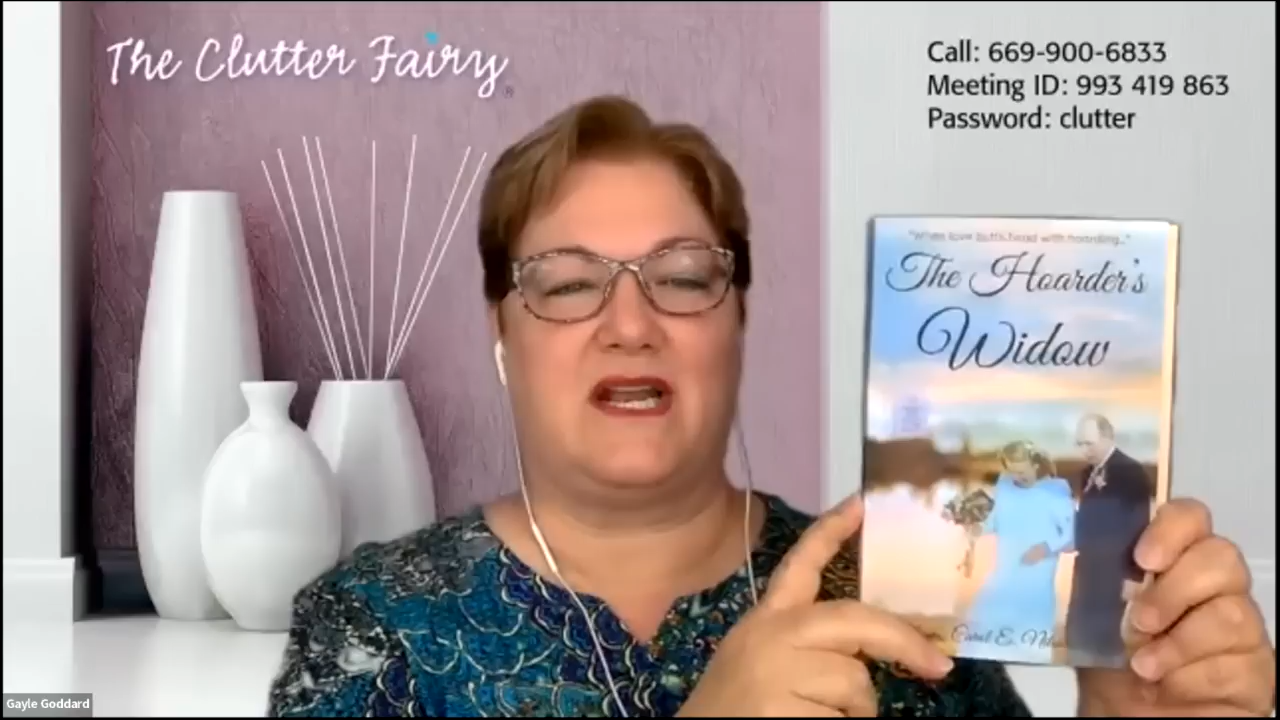 The Clutter Fairy
Call: 669-900-6833
Meeting ID: 993 419 863
Password: clutter
"When love butts head with hoarding..."
The Hoarder's
Widow
Carol E.
Gayle Goddard